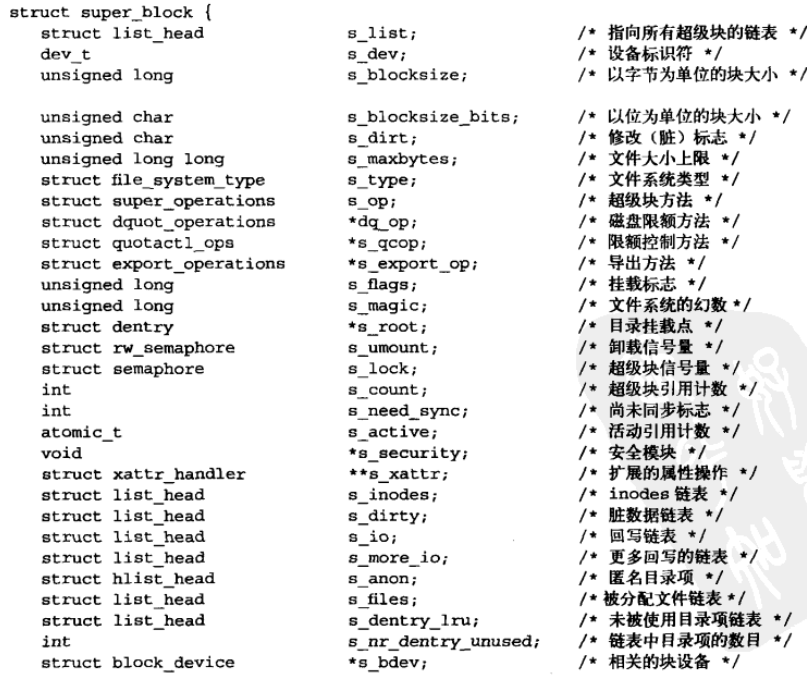 struct super_block {
struct list_head s_list; /* 指向所有超级块的链表 */
dev_t s_dev; /* 设备标识符 */
unsigned long s_blocksize; /* 以字节为单位的块大小 */
unsigned char s_blocksize_bits; /* 以位为单位的块大小 */
unsigned char s_dirt; /* 修改（脏）标志 */
unsigned long long s_maxbytes; /* 文件大小上限 */
struct file_system_type s_type; /* 文件系统类型 */
struct super_operations s_op; /* 超级块方法 */
struct dquot_operations *dq_op; /* 磁盘限额方法 */
struct quotactl_ops *s_qcop; /* 限额控制方法 */
struct export_operations *s_export_op; /* 导出方法 */
unsigned long s_flags; /* 挂载标志 */
unsigned long s_magic; /* 文件系统的幻数 */
struct dentry *s_root; /* 目录挂载点 */
struct rw_semaphore s_umount; /* 卸载信号量 */
struct semaphore s_lock; /* 超级块信号量 */
int s_count; /* 超级块引用计数 */
int s_need_sync; /* 尚未同步标志 */
atomic_t s_active; /* 活动引用计数 */
void *s_security; /* 安全模块 */
struct xattr_handler **s_xattr; /* 扩展的属性操作 */
struct list_head s_inodes; /* inodes 链表 */
struct list_head s_dirty; /* 脏数据链表 */
struct list_head s_io; /* 回写链表 */
struct list_head s_more_io; /* 更多回写的链表 */
struct hlist_head s_anon; /* 匿名目录项 */
struct list_head s_files; /*被分配文件链表*/
struct list_head s_dentry_lru; /* 未被使用目录项链表 */
int s_nr_dentry_unused; /* 链表中目录项的数目 */
struct block_device *s_bdev; /* 相关的块设备 */